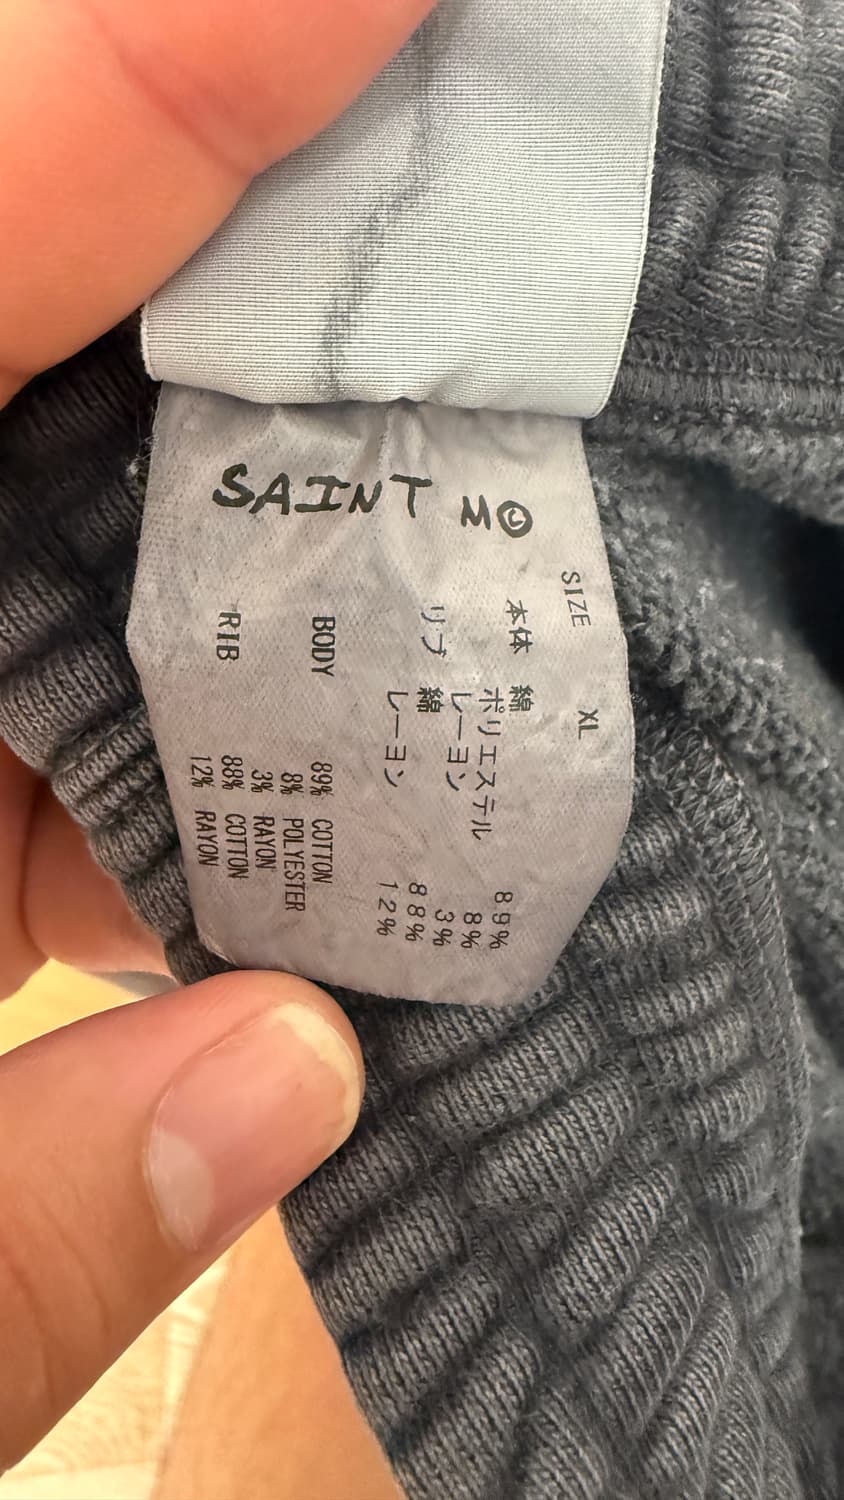 SAINT M
SIZE XL
本体 綿 89%
ポリエステル 8%
レーヨン 3%
リブ 綿 88%
レーヨン 12%
BODY 89% COTTON
8% POLYESTER
3% RAYON
RIB 88% COTTON
12% RAYON